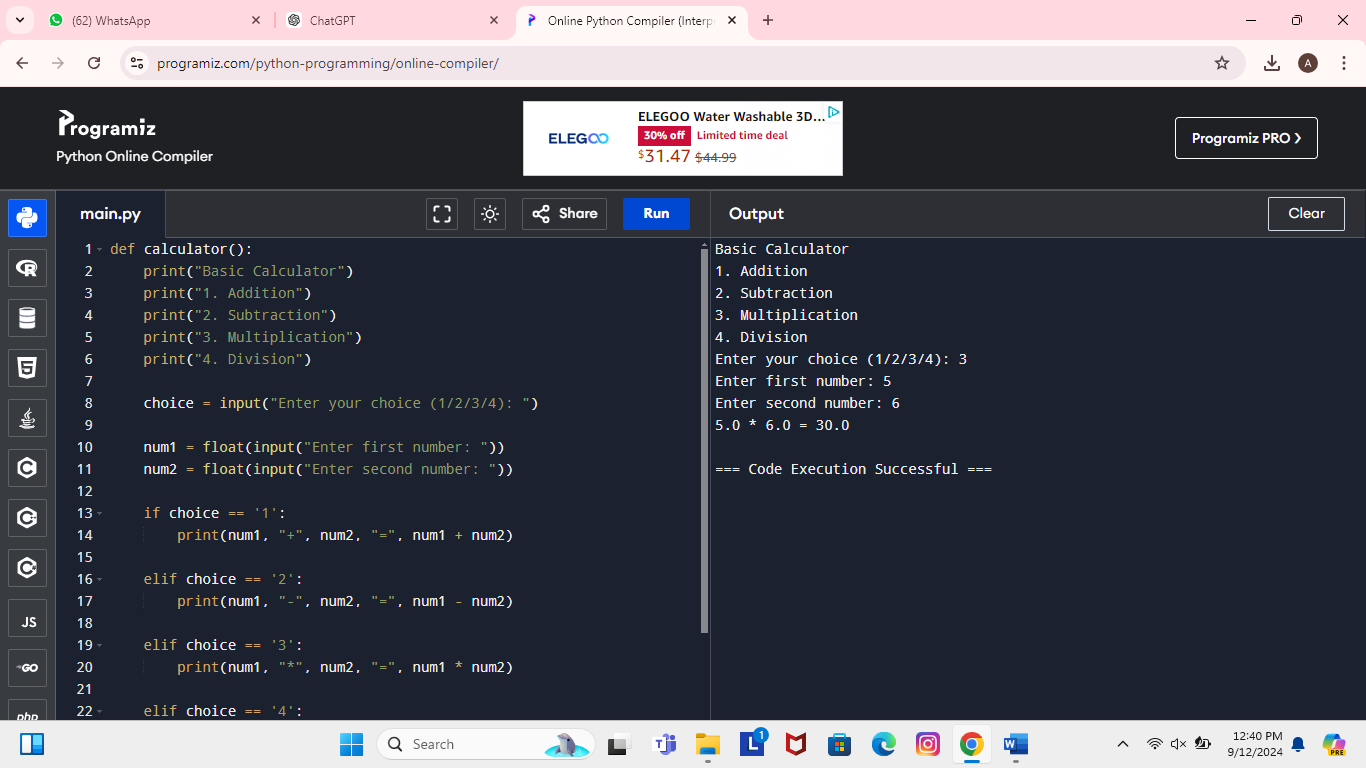 (62) WhatsApp
ChatGPT
Online Python Compiler (Interp
programiz.com/python-programming/online-compiler/
A
Programiz
Python Online Compiler
ELEGOO
ELEGOO Water Washable 3D...
30% off Limited time deal
$31.47 $44.99
Programiz PRO ❯
main.py
Share
Run
Output
Clear
1 def calculator():
2     print("Basic Calculator")
3     print("1. Addition")
4     print("2. Subtraction")
5     print("3. Multiplication")
6     print("4. Division")
7
8     choice = input("Enter your choice (1/2/3/4): ")
9
10     num1 = float(input("Enter first number: "))
11     num2 = float(input("Enter second number: "))
12
13     if choice == '1':
14         print(num1, "+", num2, "=", num1 + num2)
15
16     elif choice == '2':
17         print(num1, "-", num2, "=", num1 - num2)
18
19     elif choice == '3':
20         print(num1, "*", num2, "=", num1 * num2)
21
22     elif choice == '4':
Basic Calculator
1. Addition
2. Subtraction
3. Multiplication
4. Division
Enter your choice (1/2/3/4): 3
Enter first number: 5
Enter second number: 6
5.0 * 6.0 = 30.0
=== Code Execution Successful ===
R
5
C
C
C
JS
GO
php
Search
L
1
W
12:40 PM
9/12/2024
PRE